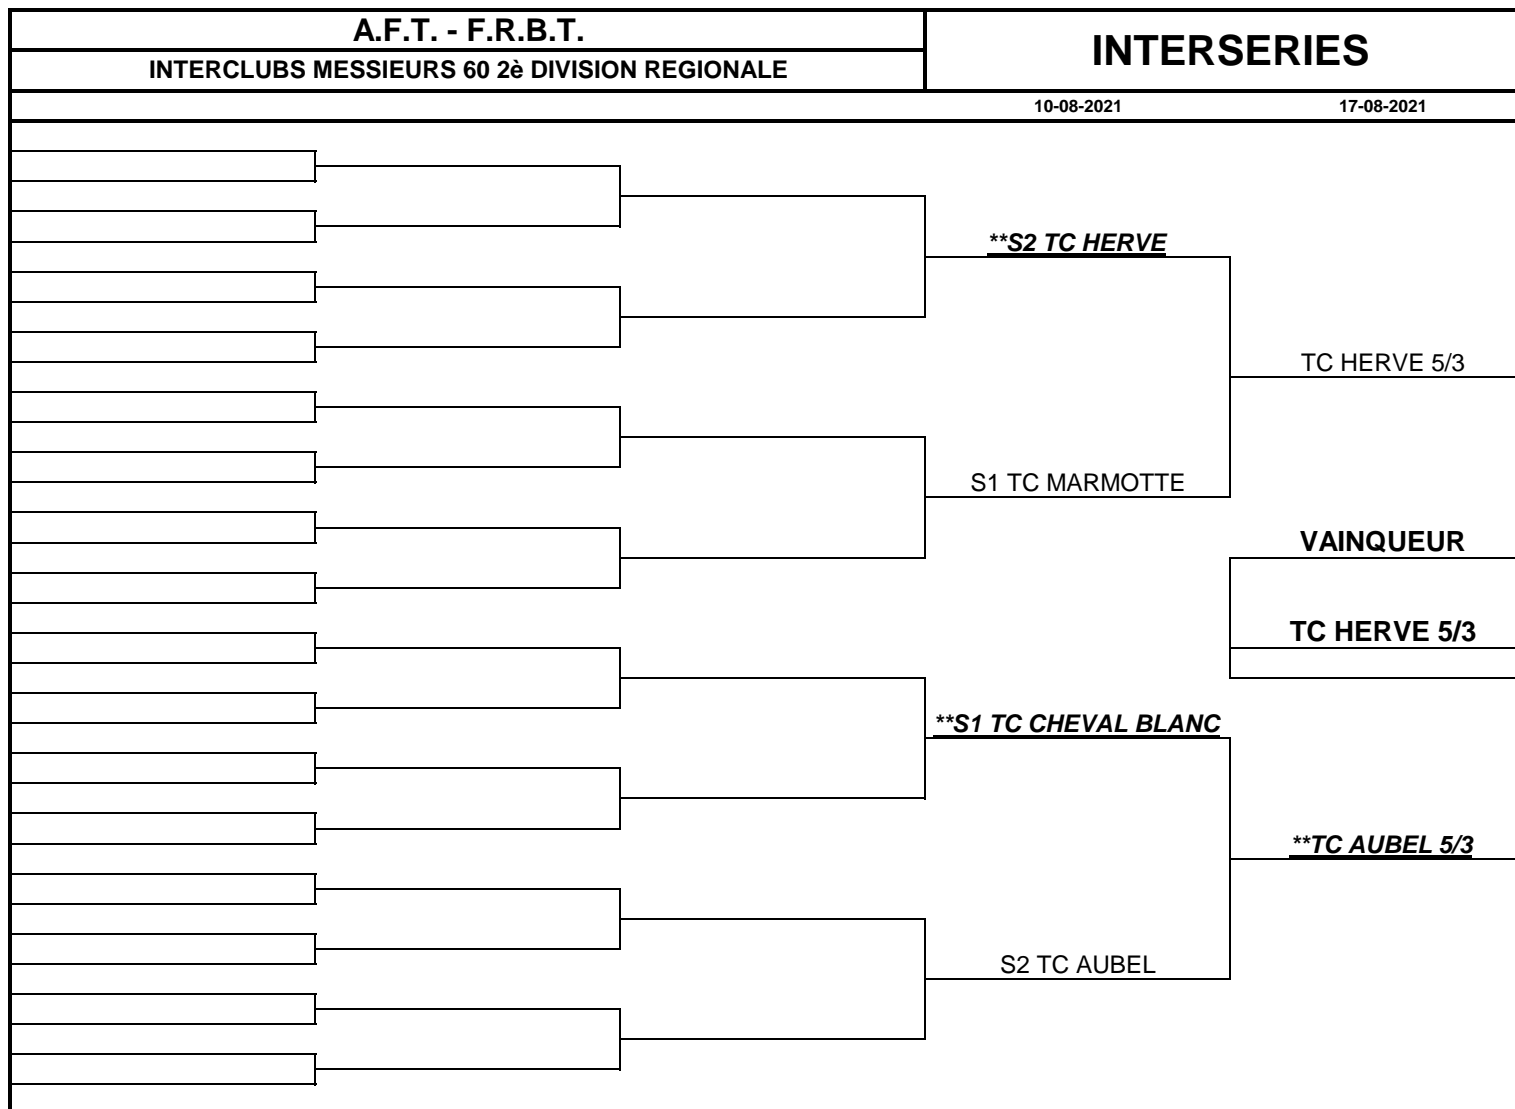 A.F.T. - F.R.B.T.
INTERSERIES
INTERCLUBS MESSIEURS 60 2è DIVISION REGIONALE
10-08-2021 17-08-2021
**S2 TC HERVE
TC HERVE 5/3
S1 TC MARMOTTE
VAINQUEUR
TC HERVE 5/3
**S1 TC CHEVAL BLANC
**TC AUBEL 5/3
S2 TC AUBEL